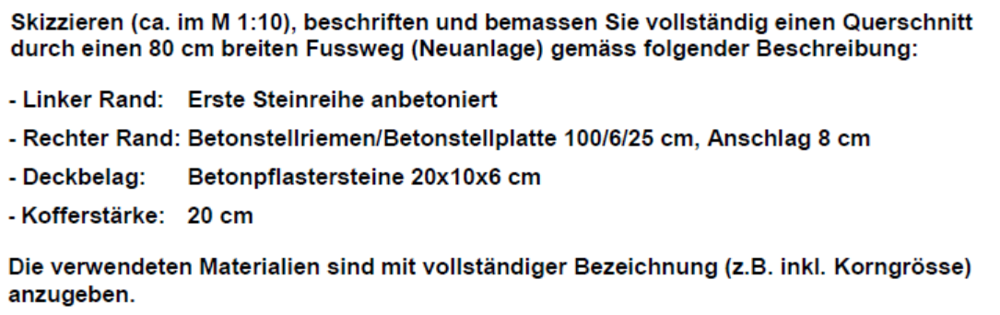 Skizzieren (ca. im M 1:10), beschriften und bemassen Sie vollständig einen Querschnitt
durch einen 80 cm breiten Fussweg (Neuanlage) gemäss folgender Beschreibung:
- Linker Rand: Erste Steinreihe anbetoniert
- Rechter Rand: Betonstellriemen/Betonstellplatte 100/6/25 cm, Anschlag 8 cm
- Deckbelag: Betonpflastersteine 20x10x6 cm
- Kofferstärke: 20 cm
Die verwendeten Materialien sind mit vollständiger Bezeichnung (z.B. inkl. Korngrösse)
anzugeben.